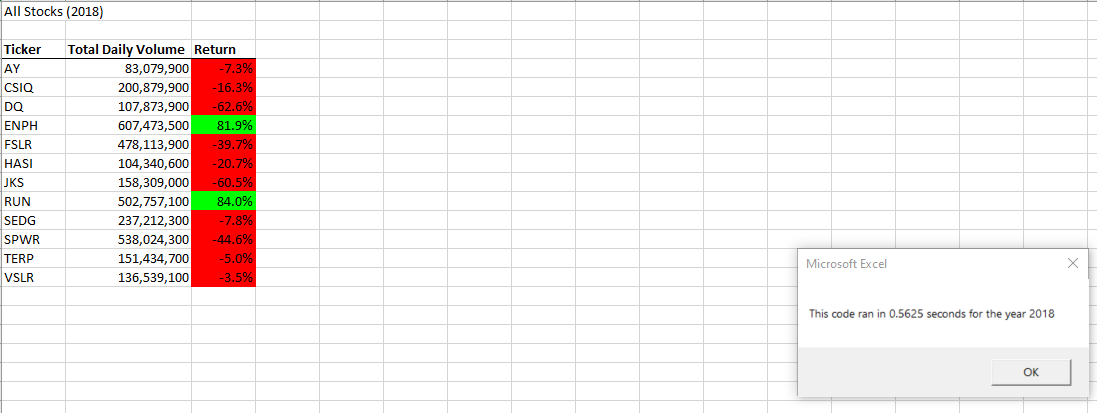 All Stocks (2018)
Ticker Total Daily Volume Return
AY 83,079,900 -7.3%
CSIQ 200,879,900 -16.3%
DQ 107,873,900 -62.6%
ENPH 607,473,500 81.9%
FSLR 478,113,900 -39.7%
HASI 104,340,600 -20.7%
JKS 158,309,000 -60.5%
RUN 502,757,100 84.0%
SEDG 237,212,300 -7.8%
SPWR 538,024,300 -44.6%
TERP 151,434,700 -5.0%
VSLR 136,539,100 -3.5%
Microsoft Excel
This code ran in 0.5625 seconds for the year 2018
OK